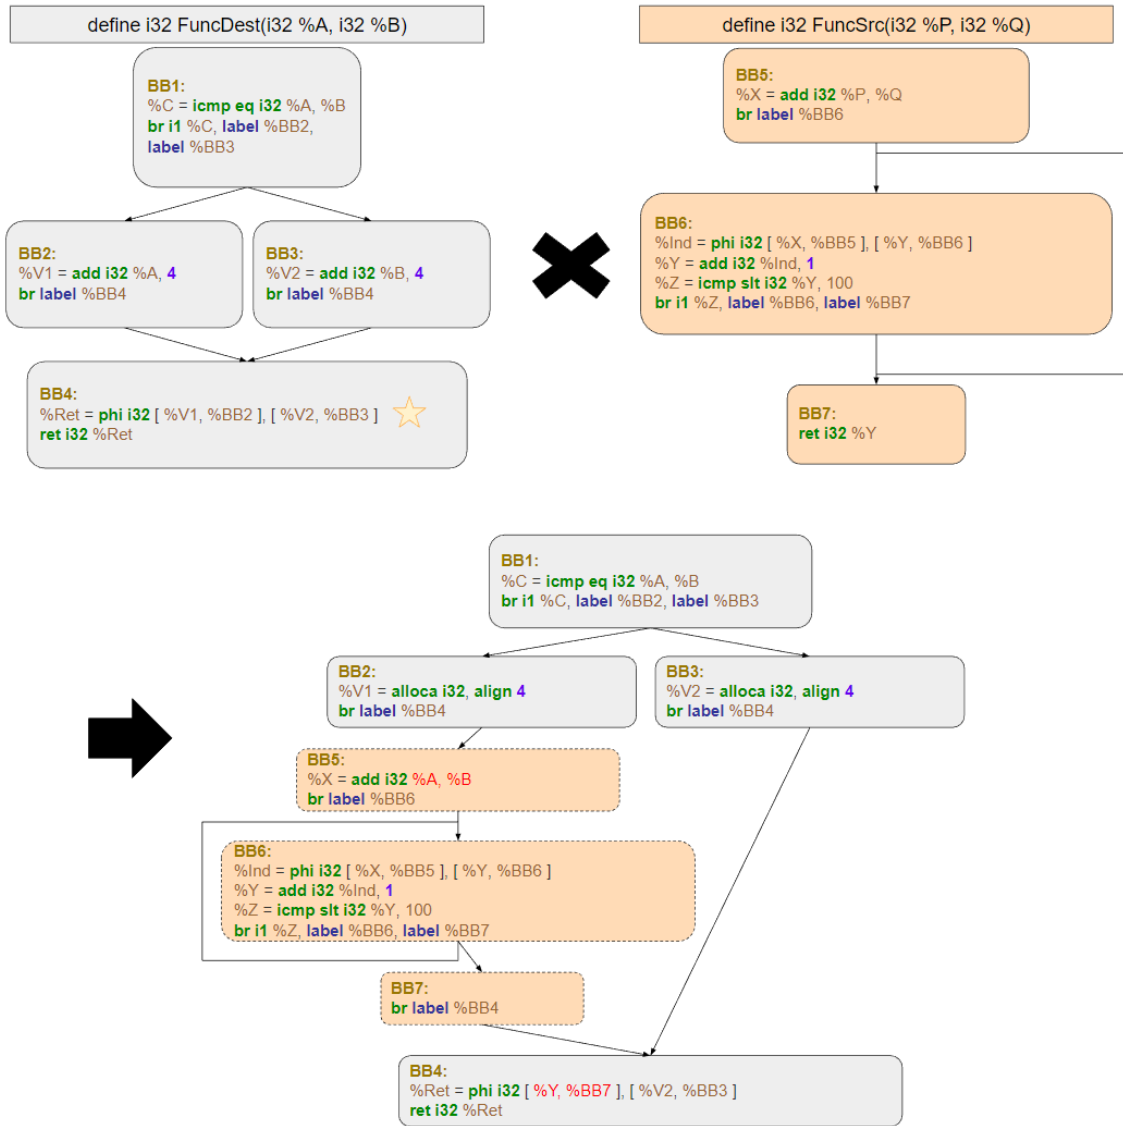 define i32 FuncDest(i32 %A, i32 %B)
BB1:
%C = icmp eq i32 %A, %B
br i1 %C, label %BB2,
label %BB3
BB2:
%V1 = add i32 %A, 4
br label %BB4
BB3:
%V2 = add i32 %B, 4
br label %BB4
BB4:
%Ret = phi i32 [ %V1, %BB2 ], [ %V2, %BB3 ]
ret i32 %Ret
define i32 FuncSrc(i32 %P, i32 %Q)
BB5:
%X = add i32 %P, %Q
br label %BB6
BB6:
%Ind = phi i32 [ %X, %BB5 ], [ %Y, %BB6 ]
%Y = add i32 %Ind, 1
%Z = icmp slt i32 %Y, 100
br i1 %Z, label %BB6, label %BB7
BB7:
ret i32 %Y
BB1:
%C = icmp eq i32 %A, %B
br i1 %C, label %BB2, label %BB3
BB2:
%V1 = alloca i32, align 4
br label %BB4
BB3:
%V2 = alloca i32, align 4
br label %BB4
BB5:
%X = add i32 %A, %B
br label %BB6
BB6:
%Ind = phi i32 [ %X, %BB5 ], [ %Y, %BB6 ]
%Y = add i32 %Ind, 1
%Z = icmp slt i32 %Y, 100
br i1 %Z, label %BB6, label %BB7
BB7:
br label %BB4
BB4:
%Ret = phi i32 [ %Y, %BB7 ], [ %V2, %BB3 ]
ret i32 %Ret